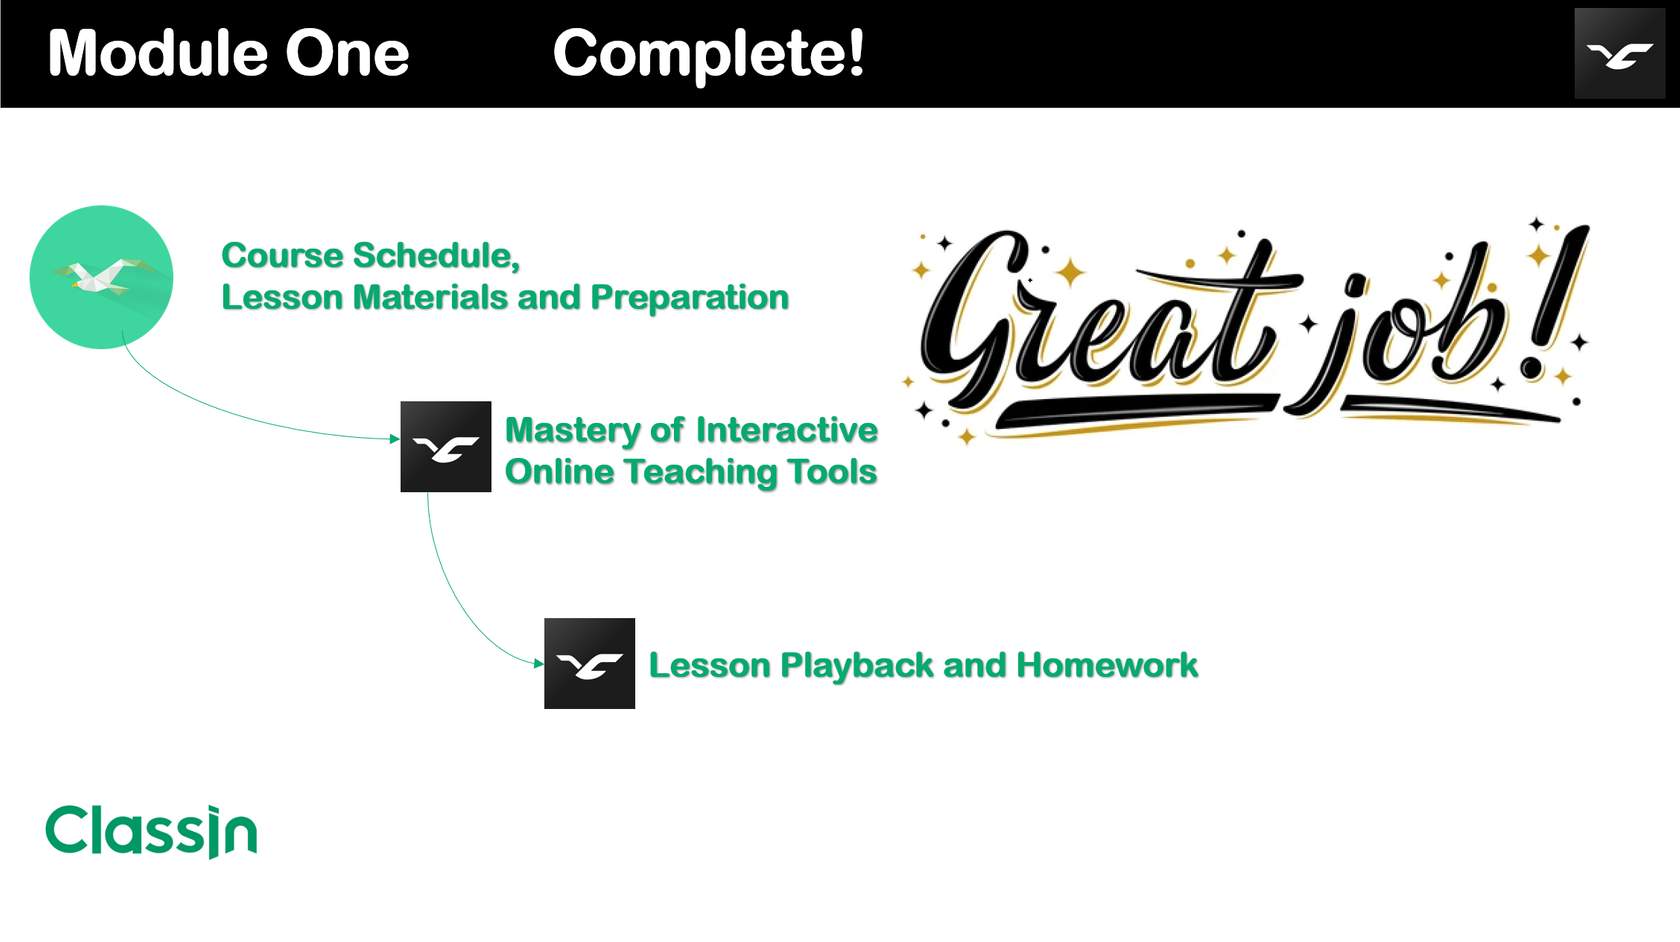 Module One Complete!
Course Schedule,
Lesson Materials and Preparation
Great job!
Mastery of Interactive
Online Teaching Tools
Lesson Playback and Homework
ClassIn